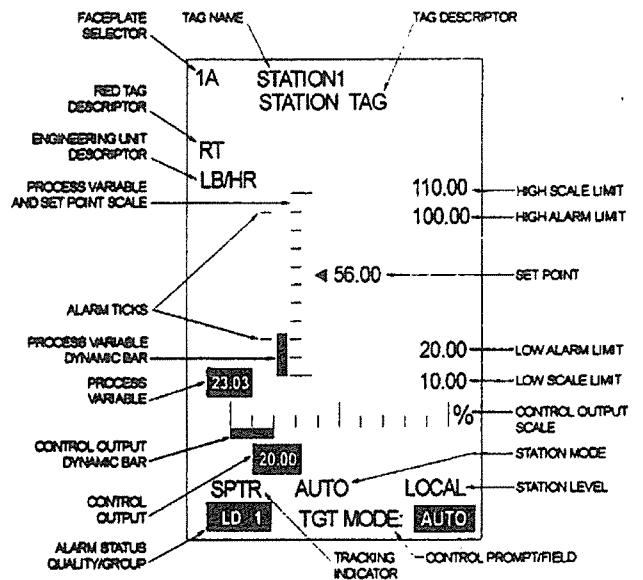 FACEPLATE
SELECTOR
TAG NAME
TAG DESCRIPTOR
1A
STATION1
STATION TAG
RED TAG
DESCRIPTOR
RT
ENGINEERING UNIT
DESCRIPTOR
LB/HR
PROCESS VARIABLE
AND SET POINT SCALE
110.00
HIGH SCALE LIMIT
100.00
HIGH ALARM LIMIT
56.00
SET POINT
ALARM TICKS
PROCESS VARIABLE
DYNAMIC BAR
20.00
LOW ALARM LIMIT
PROCESS
VARIABLE
23.03
10.00
LOW SCALE LIMIT
%
CONTROL OUTPUT
SCALE
CONTROL OUTPUT
DYNAMIC BAR
20.00
STATION MODE
CONTROL
OUTPUT
SPTR
AUTO
LOCAL
STATION LEVEL
LD 1
TGT MODE:
AUTO
ALARM STATUS
QUALITY/GROUP
TRACKING
INDICATOR
CONTROL PROMPT/FIELD